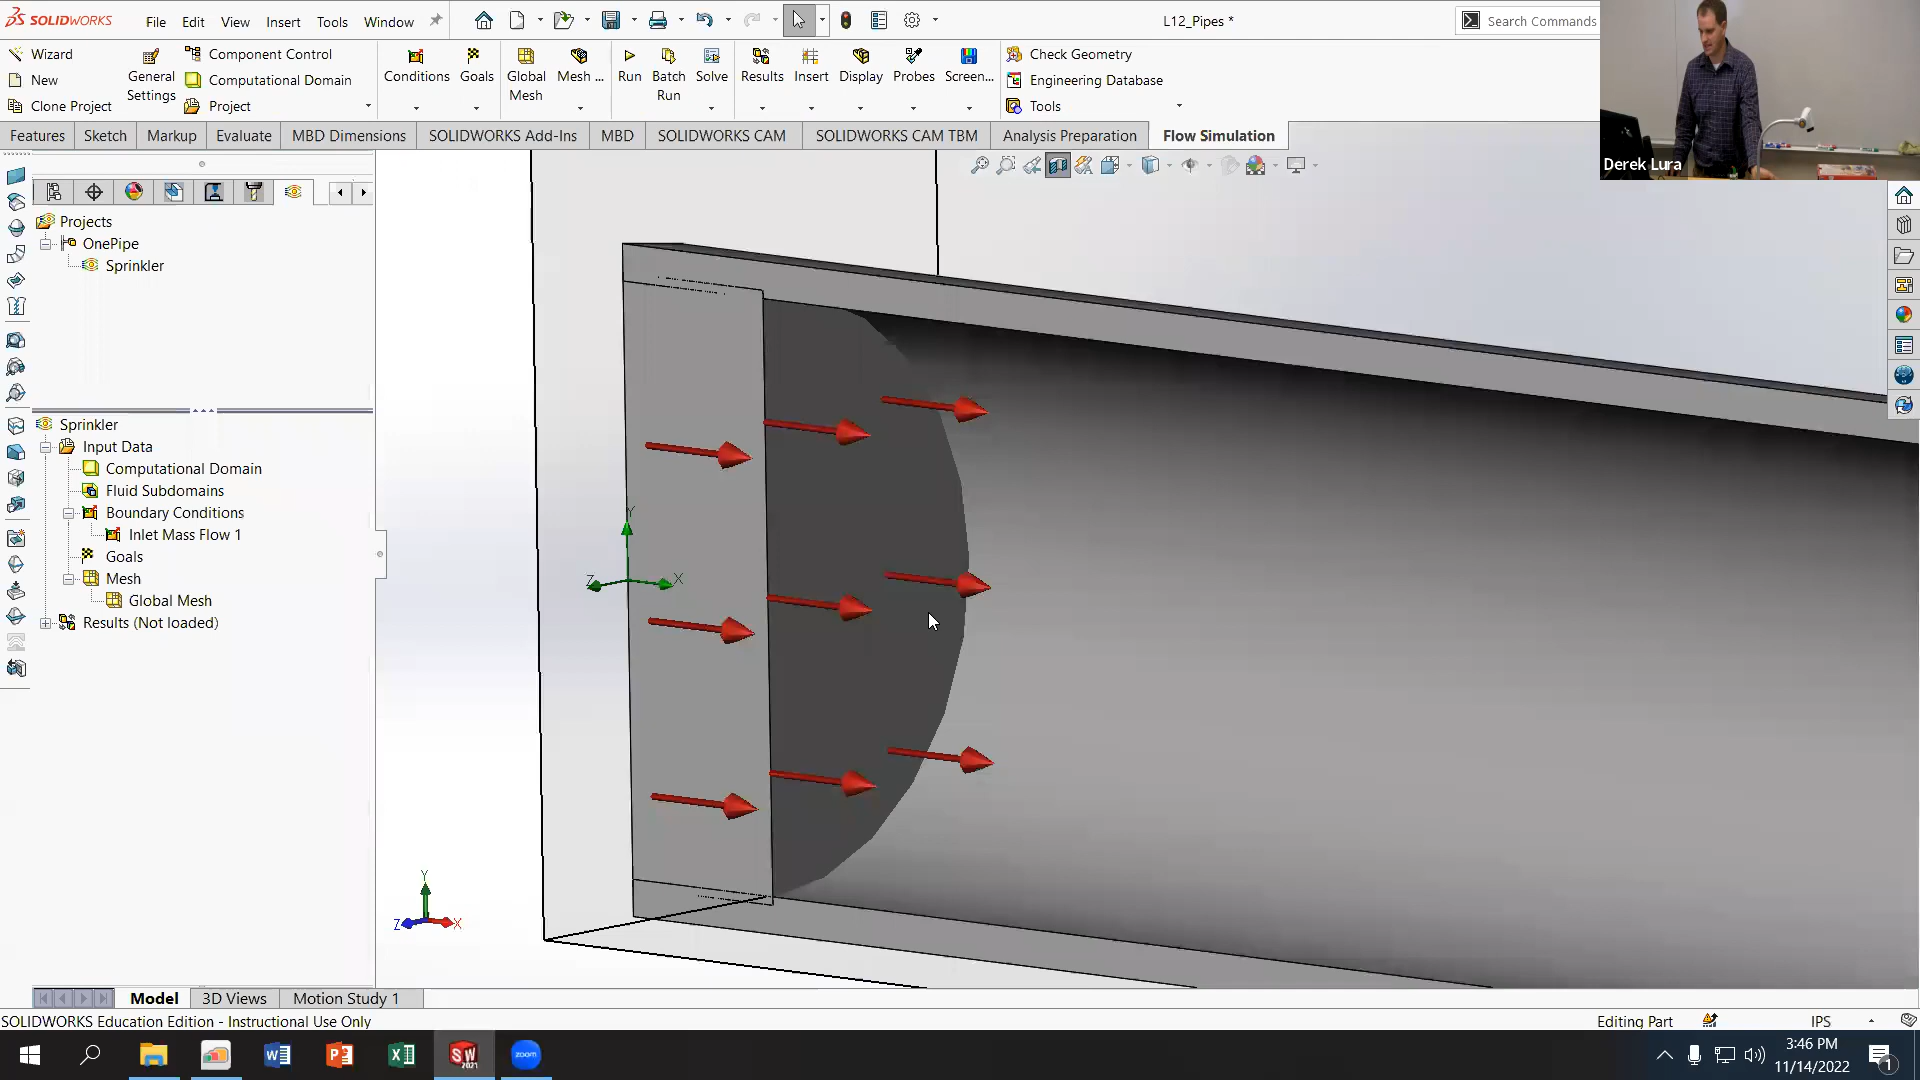 SOLIDWORKS File Edit View Insert Tools Window
L12_Pipes *
Search Commands
Wizard
New
Clone Project
General Settings
Component Control
Computational Domain
Project
Conditions
Goals
Global Mesh
Mesh ...
Run
Batch Run
Solve
Results
Insert
Display
Probes
Screen...
Check Geometry
Engineering Database
Tools
Features Sketch Markup Evaluate MBD Dimensions SOLIDWORKS Add-Ins MBD SOLIDWORKS CAM SOLIDWORKS CAM TBM Analysis Preparation Flow Simulation
Derek Lura
Projects
OnePipe
Sprinkler
Sprinkler
Input Data
Computational Domain
Fluid Subdomains
Boundary Conditions
Inlet Mass Flow 1
Goals
Mesh
Global Mesh
Results (Not loaded)
Y
Z
X
Y
Z
X
Model 3D Views Motion Study 1
SOLIDWORKS Education Edition - Instructional Use Only
Editing Part
IPS
zoom
SW
2021
3:46 PM
11/14/2022
1